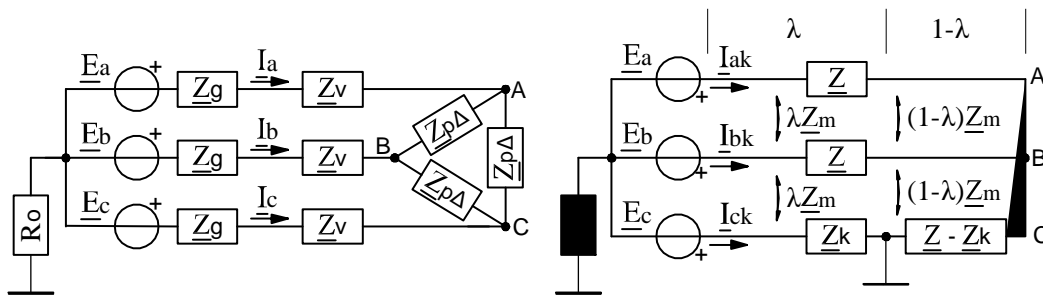 λ 1-λ
Ea + Zg Ia Zv A
ZpΔ
Eb + Zg Ib Zv B
ZpΔ
ZpΔ
Ro
Ec + Zg Ic Zv C
Ea + Iak Z A
λZm (1-λ)Zm
Eb + Ibk Z B
λZm (1-λ)Zm
Ec + Ick Zk Z - Zk C